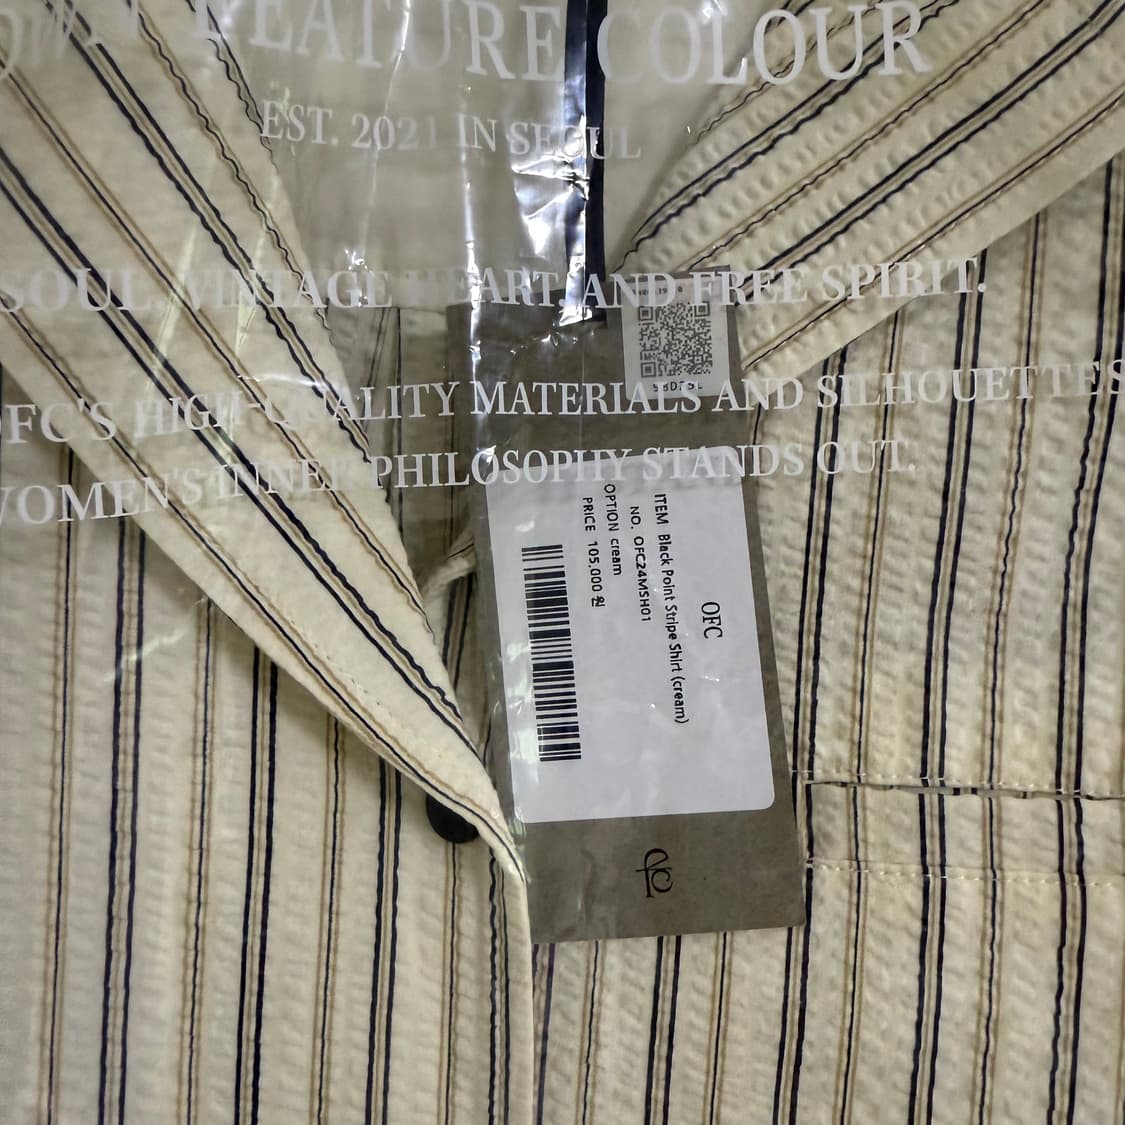 FEATURE COLOUR
EST. 2021 IN SEOUL
SOUL, VINTAGE HEART, AND FREE SPIRIT.
OFC'S HIGH-QUALITY MATERIALS AND SILHOUETTES
WOMEN'S INNER PHILOSOPHY STANDS OUT.
OFC
ITEM Black Point Stripe Shirt (cream)
NO. OFC24MSH01
OPTION cream
PRICE 105,000 원
ofc